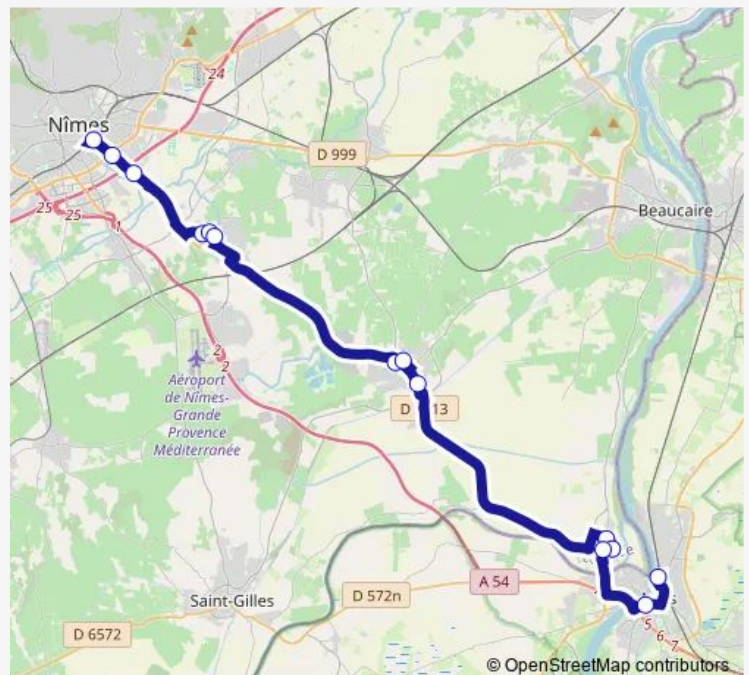 24
Nîmes
D 999
25
25
1
Beaucaire
2
2
Aéroport
de Nîmes-
Grande
Provence
Méditerranée
D 13
A 54
Saint-Gilles
D 572n
D 6572
5
6
7
© OpenStreetMap contributors